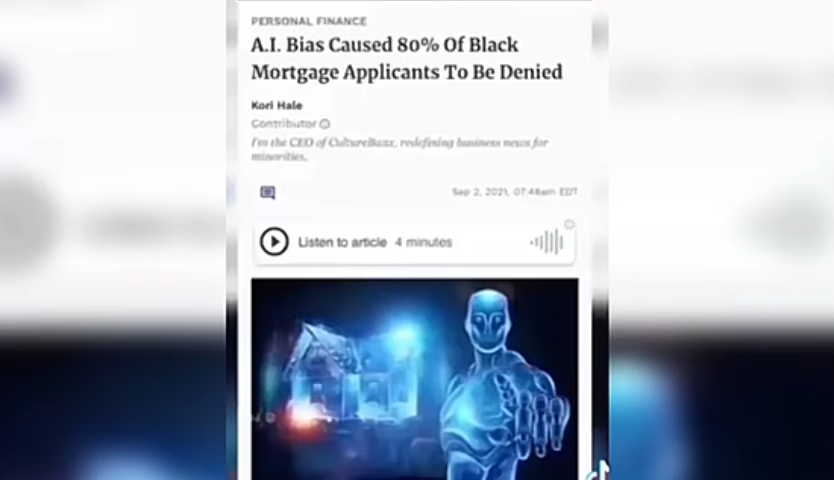 PERSONAL FINANCE
A.I. Bias Caused 80% Of Black
Mortgage Applicants To Be Denied
Kori Hale
Contributor
I'm the CEO of CultureBanx, redefining business news for
minorities.
Sep 2, 2021, 07:48am EDT
Listen to article 4 minutes